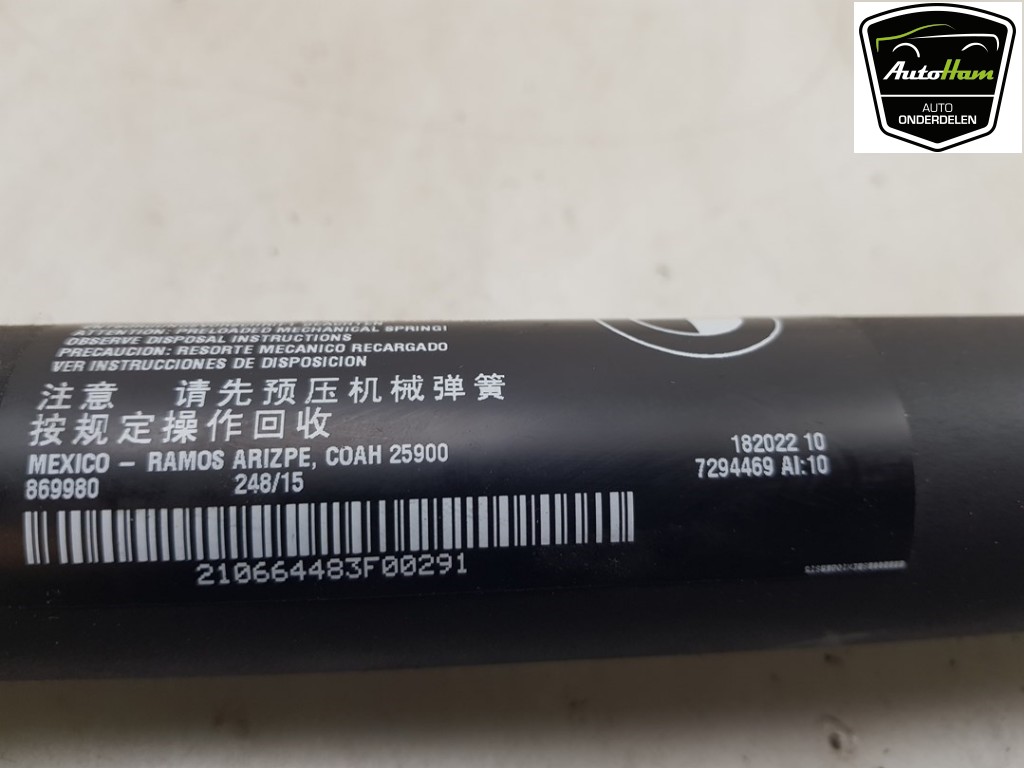 AutoHam
AUTO
ONDERDELEN
ATTENTION: PRELOADED MECHANICAL SPRING!
OBSERVE DISPOSAL INSTRUCTIONS
PRECAUCION: RESORTE MECANICO RECARGADO
VER INSTRUCCIONES DE DISPOSICION
注意 请先预压机械弹簧
按规定操作回收
MEXICO – RAMOS ARIZPE, COAH 25900
869980 248/15
182022 10
7294469 AI:10
210664483F00291